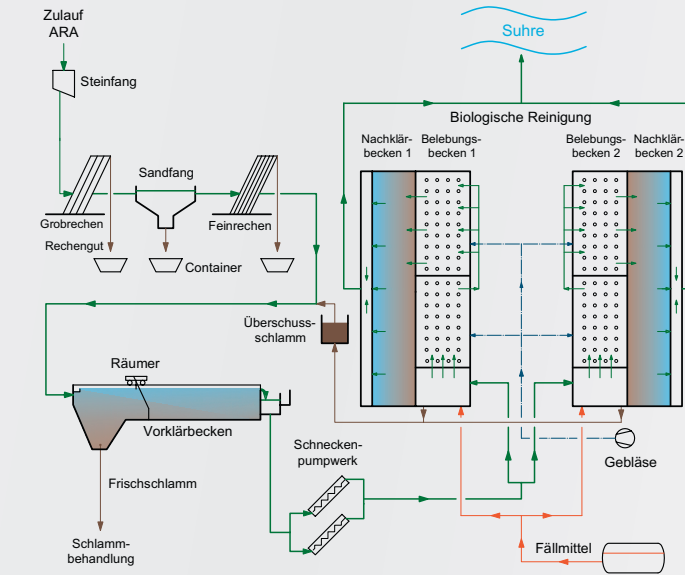 Zulauf
ARA
Steinfang
Suhre
Biologische Reinigung
Nachklär-
becken 1
Belebungs-
becken 1
Belebungs-
becken 2
Nachklär-
becken 2
Sandfang
Grobrechen
Feinrechen
Rechengut
Container
Überschuss-
schlamm
Räumer
Vorklärbecken
Schnecken-
pumpwerk
Gebläse
Frischschlamm
Schlamm-
behandlung
Fällmittel